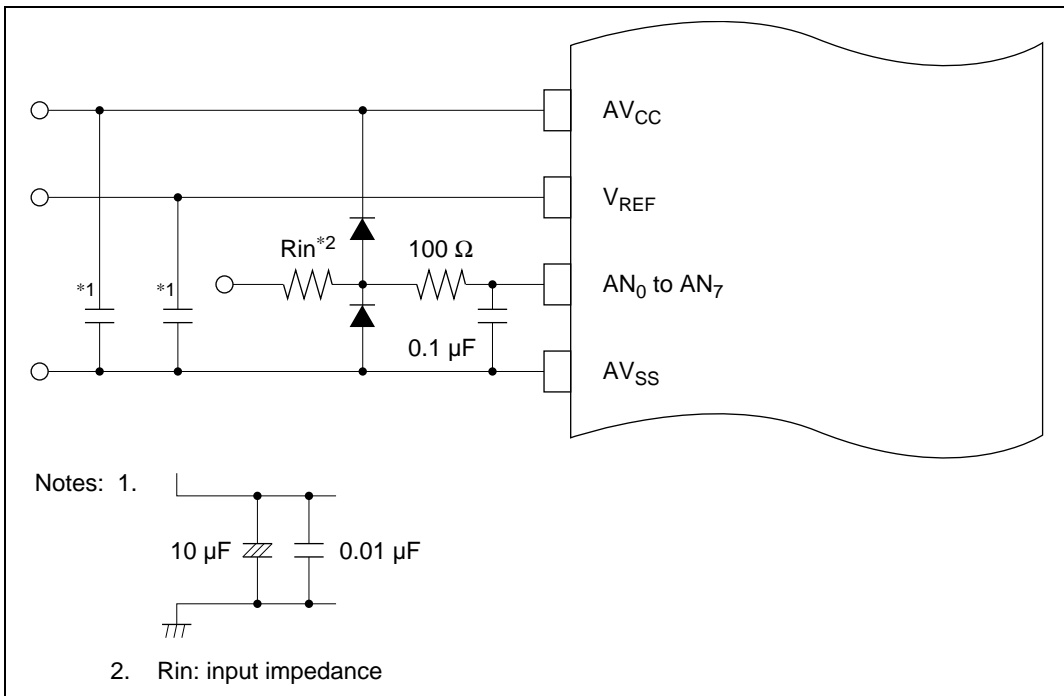 AVCC
VREF
Rin*2
100 Ω
*1
*1
AN0 to AN7
0.1 µF
AVSS
Notes: 1.
10 µF
0.01 µF
2. Rin: input impedance